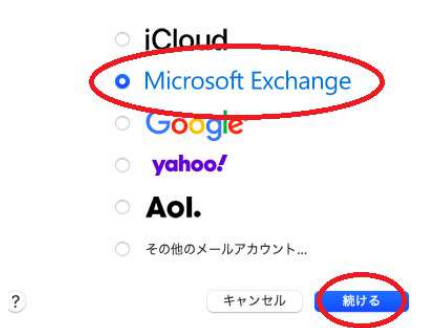 iCloud
Microsoft Exchange
Google
yahoo!
Aol.
その他のメールアカウント...
? キャンセル 続ける